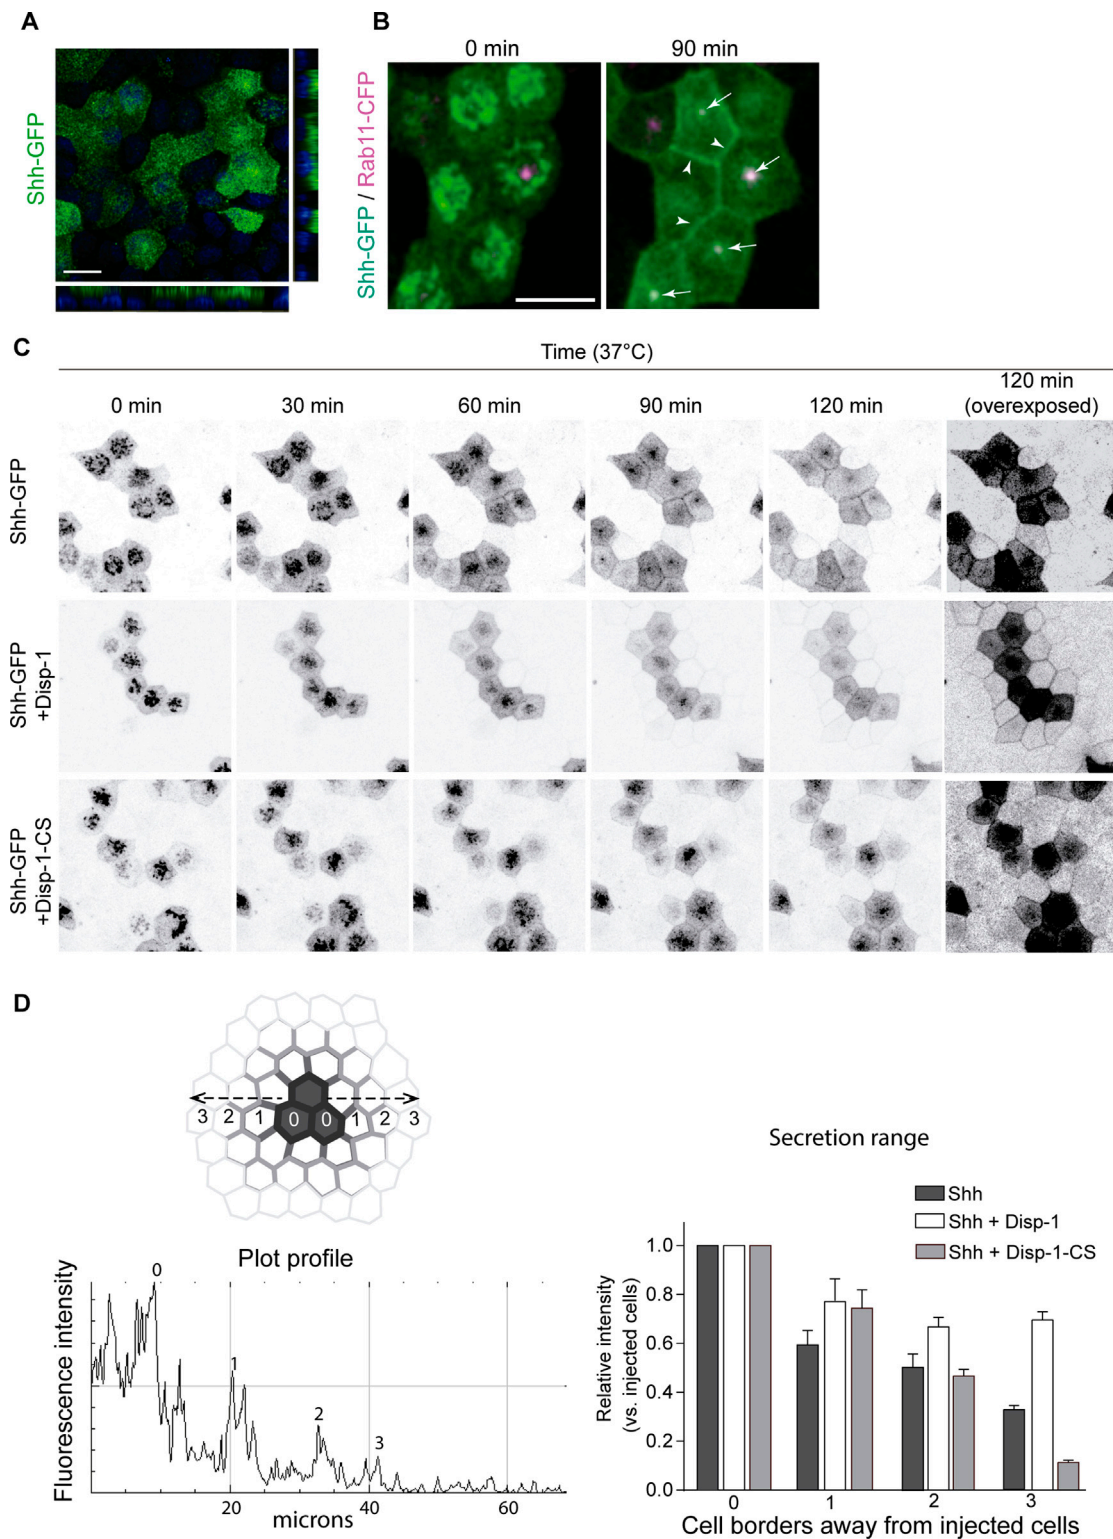 A
Shh-GFP
B
0 min
90 min
Shh-GFP / Rab11-CFP
C
Time (37°C)
0 min
30 min
60 min
90 min
120 min
120 min
(overexposed)
Shh-GFP
Shh-GFP
+Disp-1
Shh-GFP
+Disp-1-CS
D
3 2 1 0 0 1 2 3
Plot profile
Fluorescence intensity
0
1
2
3
20 40 60
microns
Secretion range
Shh
Shh + Disp-1
Shh + Disp-1-CS
Relative intensity
(vs. injected cells)
1.0
0.8
0.6
0.4
0.2
0.0
0 1 2 3
Cell borders away from injected cells